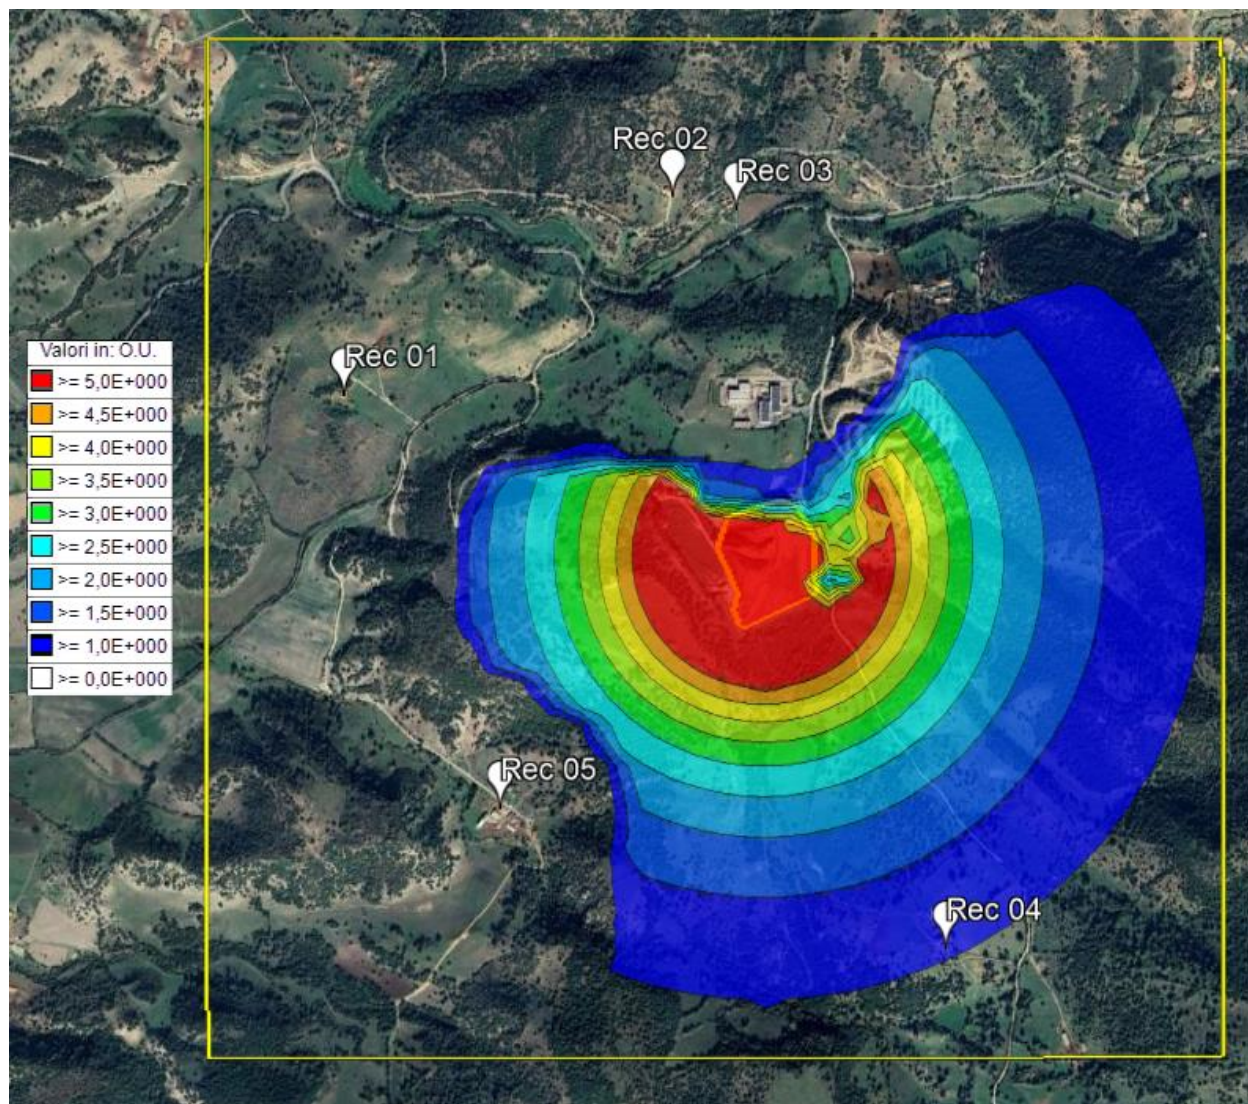 Rec 02
Rec 03
Rec 01
Valori in: O.U.
>= 5,0E+000
>= 4,5E+000
>= 4,0E+000
>= 3,5E+000
>= 3,0E+000
>= 2,5E+000
>= 2,0E+000
>= 1,5E+000
>= 1,0E+000
>= 0,0E+000
Rec 05
Rec 04